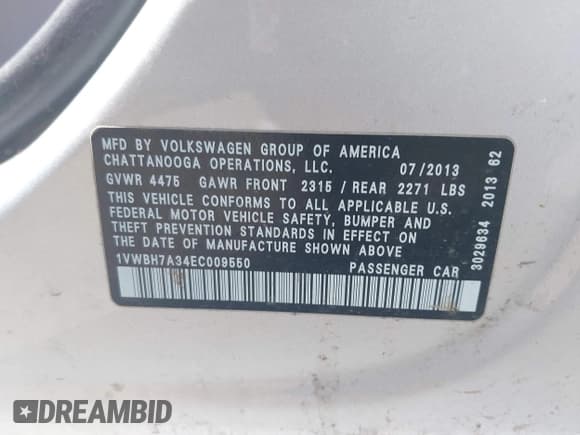 MFD BY VOLKSWAGEN GROUP OF AMERICA
CHATTANOOGA OPERATIONS, LLC. 07/2013
GVWR 4475 GAWR FRONT 2315 / REAR 2271 LBS
THIS VEHICLE CONFORMS TO ALL APPLICABLE U.S.
FEDERAL MOTOR VEHICLE SAFETY, BUMPER AND
THEFT PREVENTION STANDARDS IN EFFECT ON
THE DATE OF MANUFACTURE SHOWN ABOVE
1VWBH7A34EC009550 PASSENGER CAR
3029634 2013 62
DREAMBID